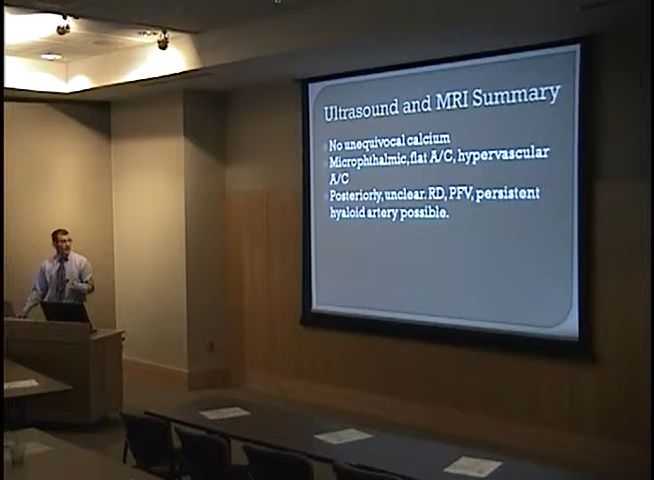 Ultrasound and MRI Summary
No unequivocal calcium
Microphthalmic, flat A/C, hypervascular
A/C
Posteriorly, unclear. RD, PFV, persistent
hyaloid artery possible.